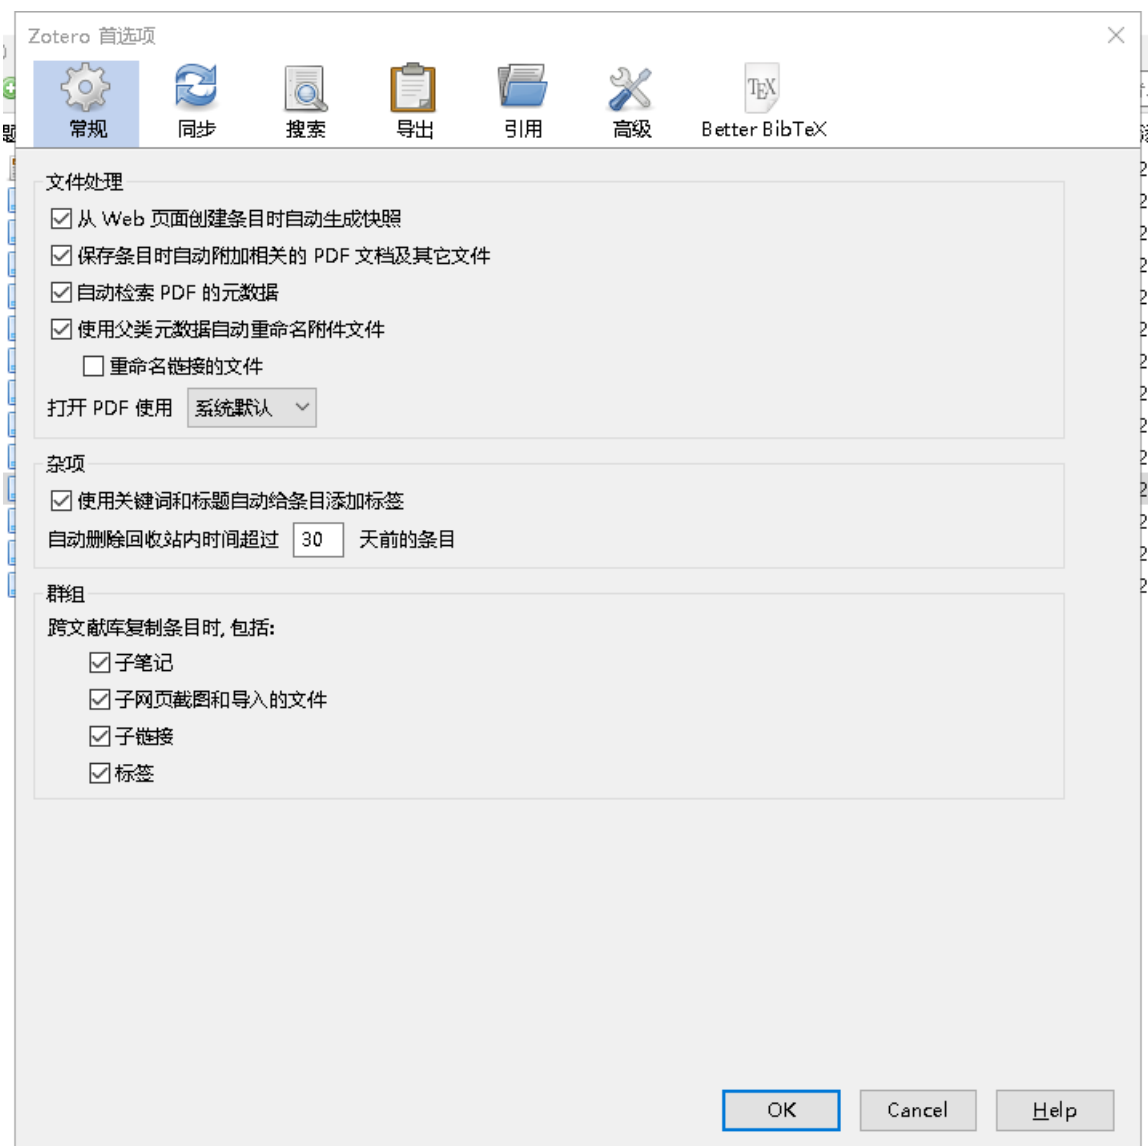 Zotero 首选项
常规 同步 搜索 导出 引用 高级 Better BibTeX
文件处理
从 Web 页面创建条目时自动生成快照
保存条目时自动附加相关的 PDF 文档及其它文件
自动检索 PDF 的元数据
使用父类元数据自动重命名附件文件
重命名链接的文件
打开 PDF 使用 系统默认
杂项
使用关键词和标题自动给条目添加标签
自动删除回收站内时间超过 30 天前的条目
群组
跨文献库复制条目时, 包括:
子笔记
子网页截图和导入的文件
子链接
标签
OK Cancel Help